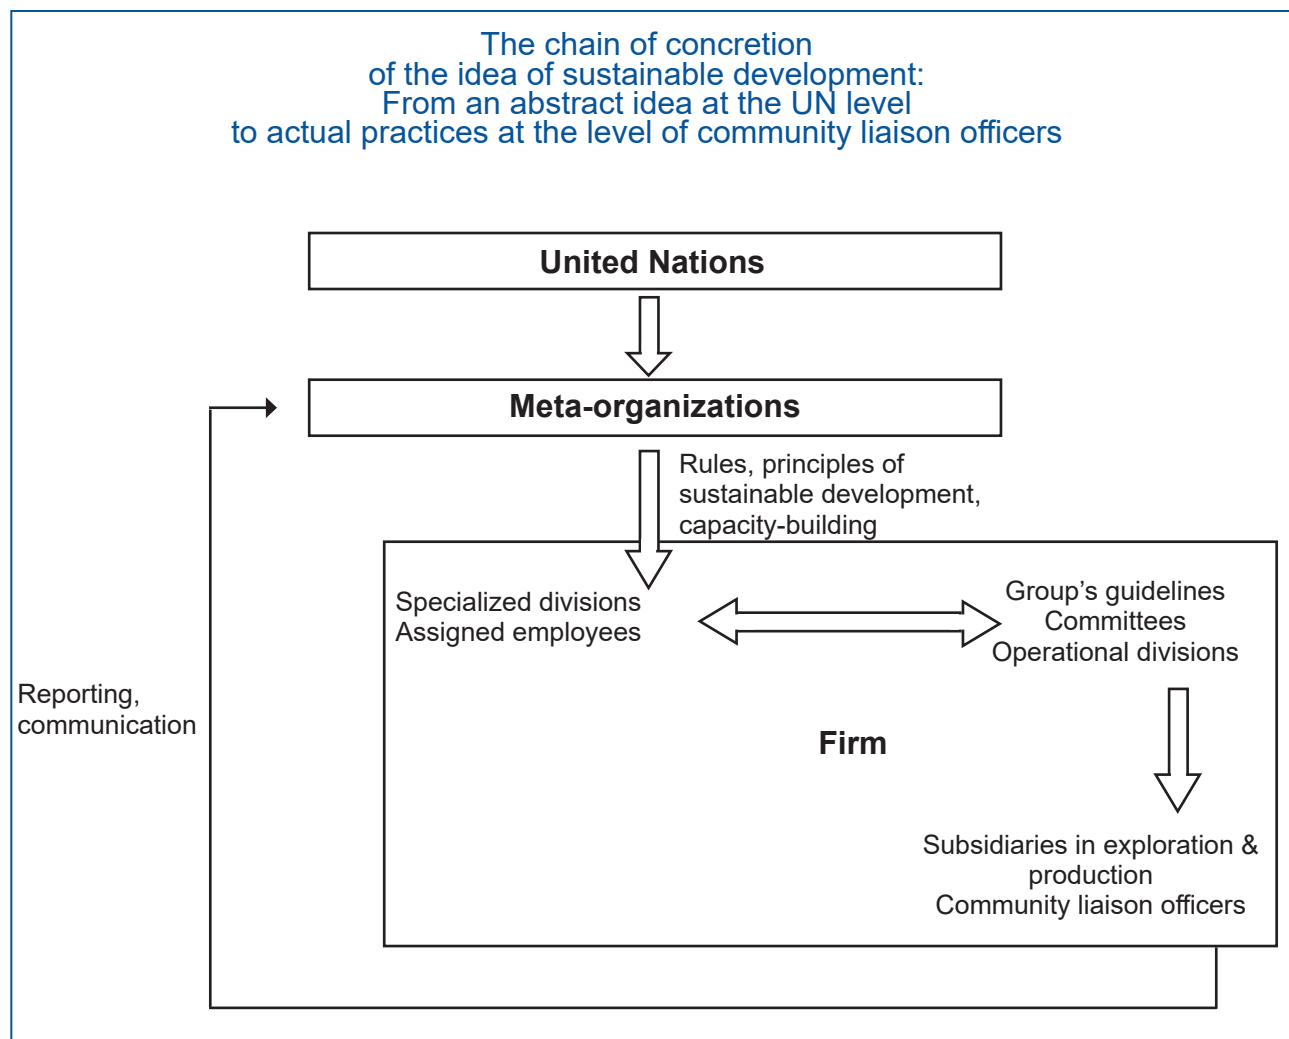 The chain of concretion
of the idea of sustainable development:
From an abstract idea at the UN level
to actual practices at the level of community liaison officers
United Nations
Meta-organizations
Rules, principles of
sustainable development,
capacity-building
Specialized divisions
Assigned employees
Group’s guidelines
Committees
Operational divisions
Reporting,
communication
Firm
Subsidiaries in exploration &
production
Community liaison officers